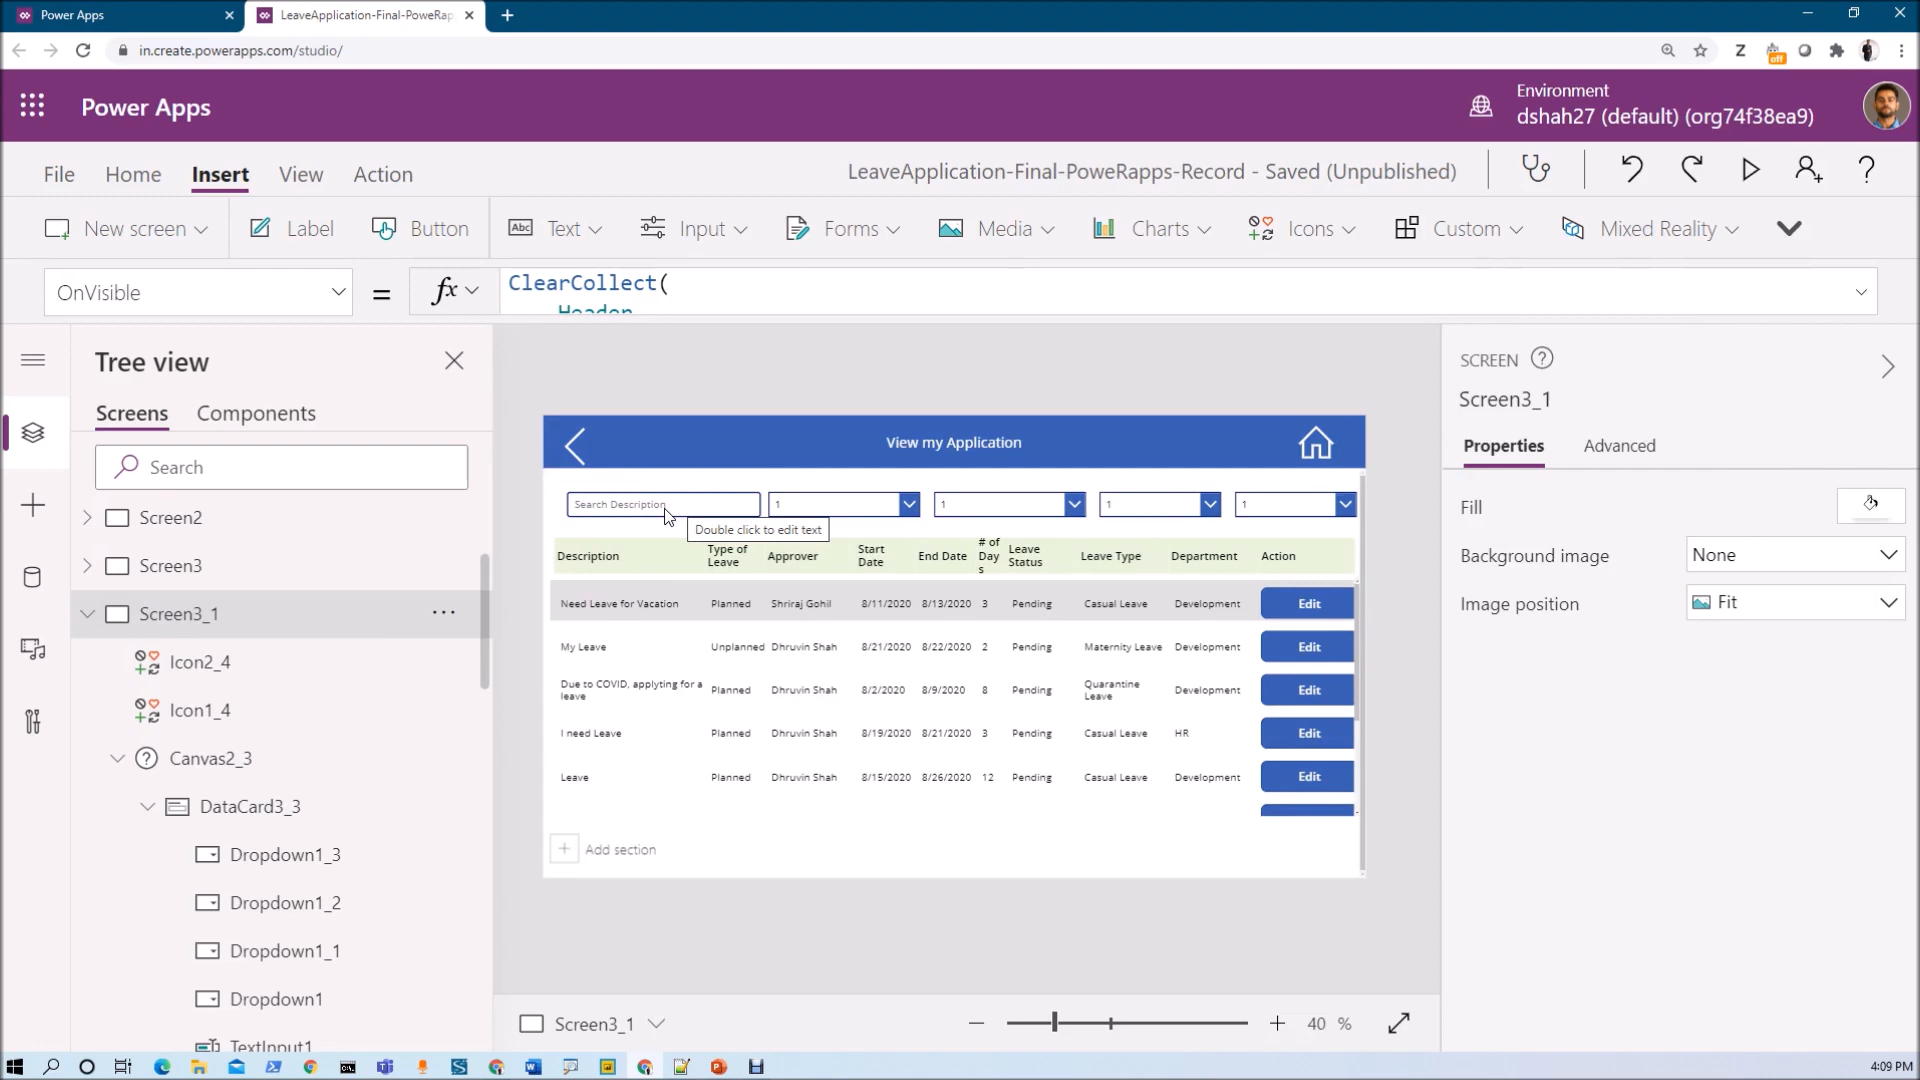 Power Apps
LeaveApplication-Final-PoweRap
in.create.powerapps.com/studio/
Z
off
Power Apps
Environment
dshah27 (default) (org74f38ea9)
File
Home
Insert
View
Action
LeaveApplication-Final-PoweRapps-Record - Saved (Unpublished)
New screen
Label
Button
Abc
Text
Input
Forms
Media
Charts
Icons
Custom
Mixed Reality
OnVisible
=
fx
ClearCollect(
Header
Tree view
Screens
Components
Search
Screen2
Screen3
Screen3_1
Icon2_4
Icon1_4
Canvas2_3
DataCard3_3
Dropdown1_3
Dropdown1_2
Dropdown1_1
Dropdown1
TextInput1
View my Application
Search Description
1
1
1
1
Double click to edit text
Description
Type of Leave
Approver
Start Date
End Date
# of Day s
Leave Status
Leave Type
Department
Action
Need Leave for Vacation Planned Shriraj Gohil 8/11/2020 8/13/2020 3 Pending Casual Leave Development Edit
My Leave Unplanned Dhruvin Shah 8/21/2020 8/22/2020 2 Pending Maternity Leave Development Edit
Due to COVID, applyting for a leave Planned Dhruvin Shah 8/2/2020 8/9/2020 8 Pending Quarantine Leave Development Edit
I need Leave Planned Dhruvin Shah 8/19/2020 8/21/2020 3 Pending Casual Leave HR Edit
Leave Planned Dhruvin Shah 8/15/2020 8/26/2020 12 Pending Casual Leave Development Edit
Add section
Screen3_1
40 %
SCREEN
Screen3_1
Properties
Advanced
Fill
Background image
None
Image position
Fit
4:09 PM